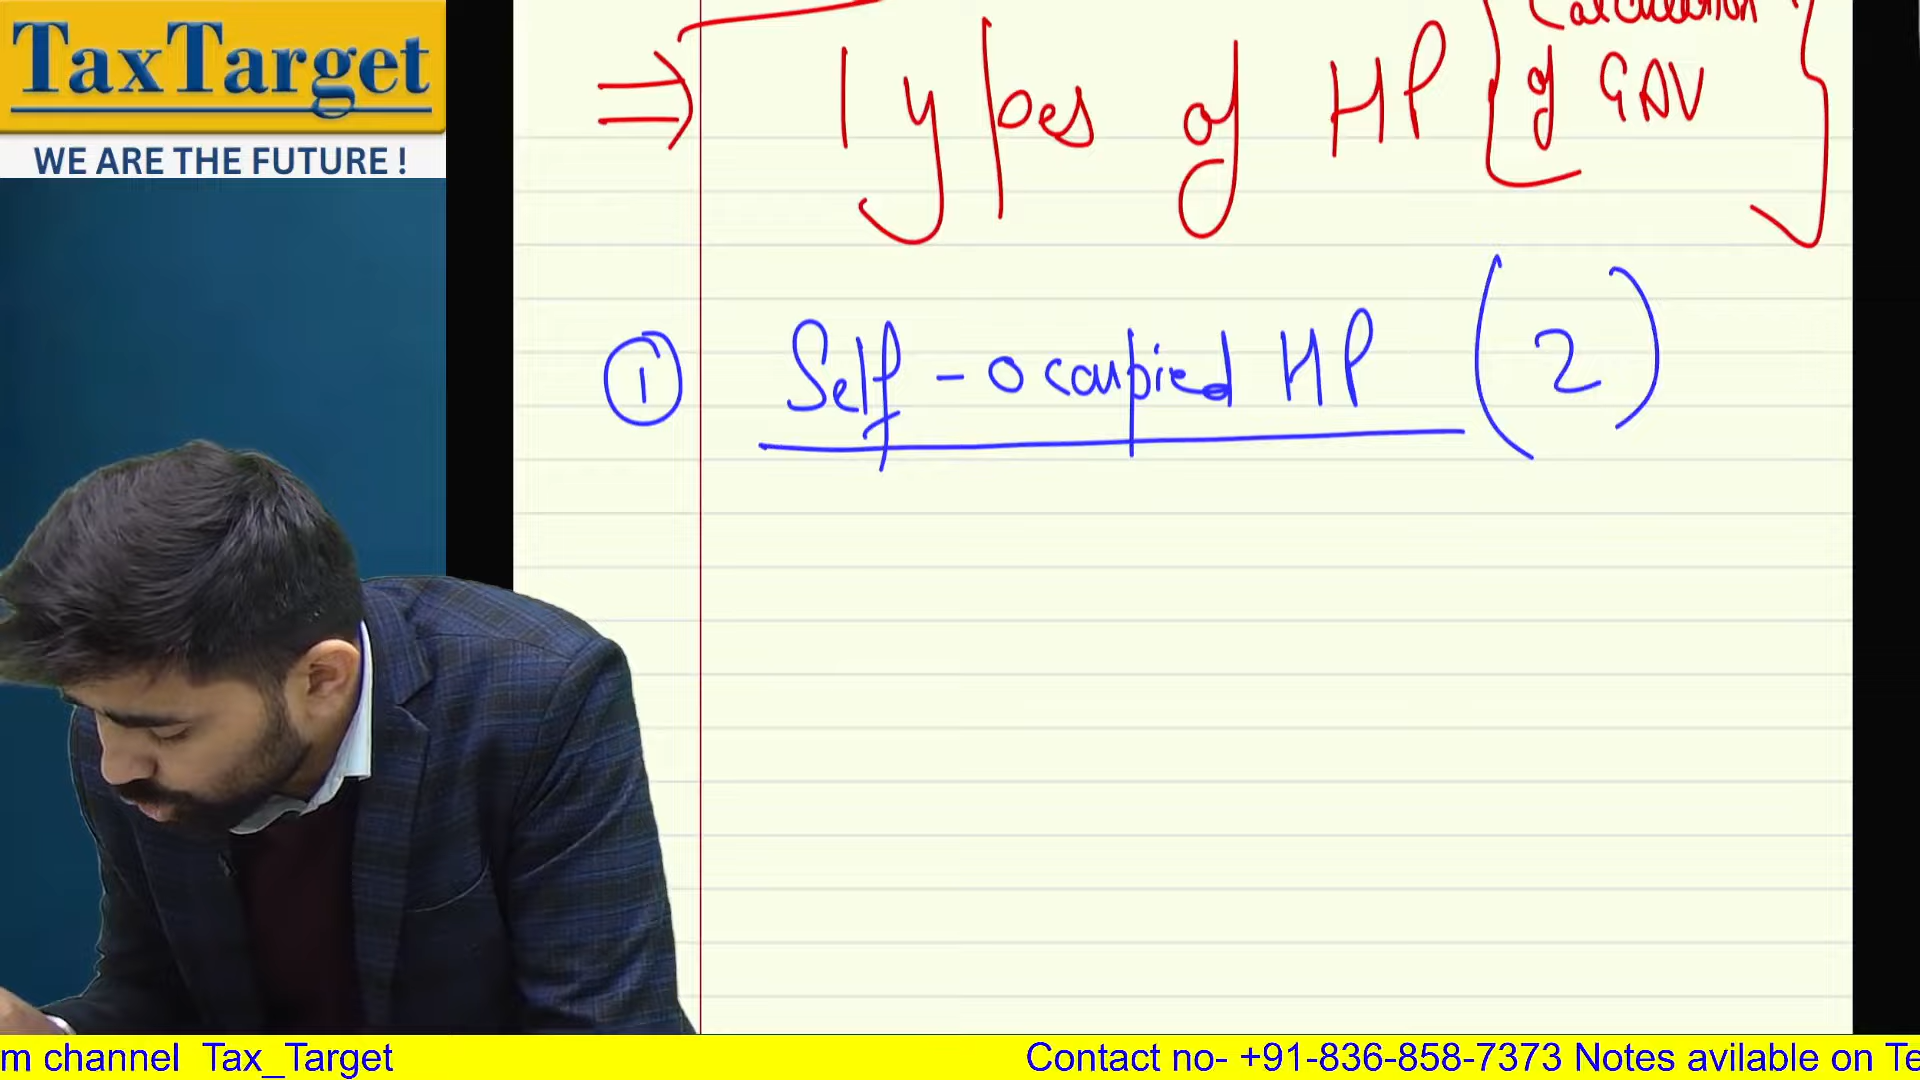 TaxTarget
WE ARE THE FUTURE !
Calculation
⇒ Types of HP of GAV
① Self-occupied HP (2)
m channel Tax_Target Contact no- +91-836-858-7373 Notes avilable on Te